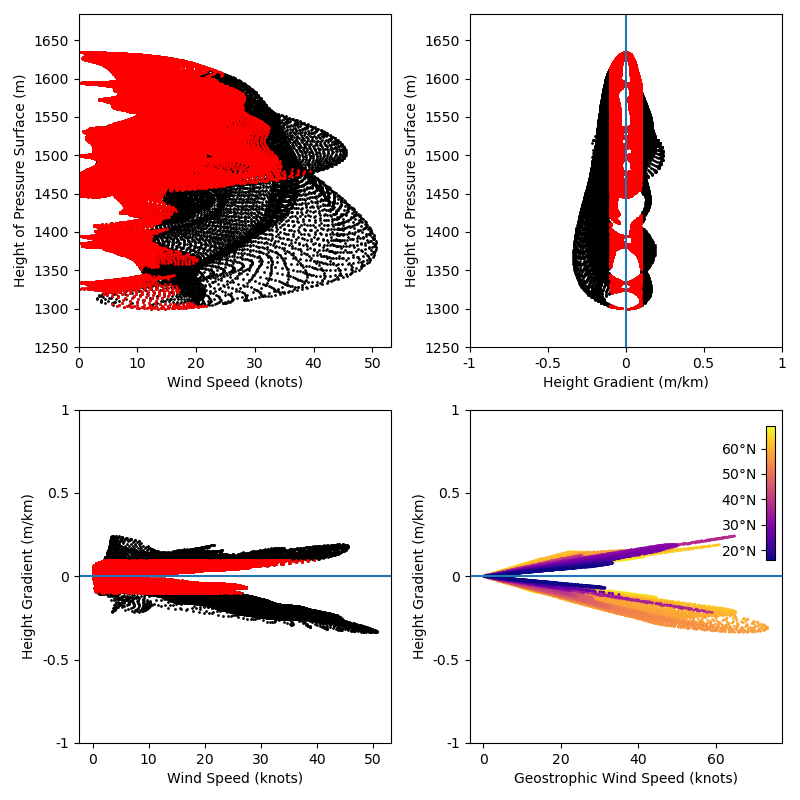 1650
1600
1550
1500
1450
1400
1350
1300
1250
Height of Pressure Surface (m)
0 10 20 30 40 50
Wind Speed (knots)
1650
1600
1550
1500
1450
1400
1350
1300
1250
Height of Pressure Surface (m)
-1 -0.5 0 0.5 1
Height Gradient (m/km)
1
0.5
0
-0.5
-1
Height Gradient (m/km)
0 10 20 30 40 50
Wind Speed (knots)
1
0.5
0
-0.5
-1
Height Gradient (m/km)
60°N
50°N
40°N
30°N
20°N
0 20 40 60
Geostrophic Wind Speed (knots)